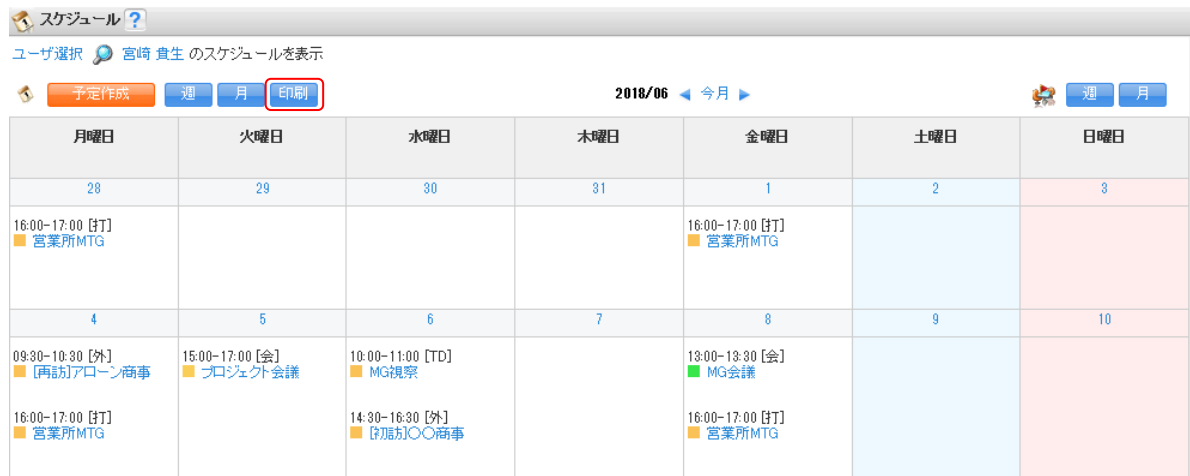 スケジュール ?
ユーザ選択 宮崎 貴生 のスケジュールを表示
予定作成 週 月 印刷 2018/06 今月 週 月
月曜日 火曜日 水曜日 木曜日 金曜日 土曜日 日曜日
28 29 30 31 1 2 3
16:00-17:00 [打] 16:00-17:00 [打]
営業所MTG 営業所MTG
4 5 6 7 8 9 10
09:30-10:30 [外] 15:00-17:00 [会] 10:00-11:00 [TD] 13:00-13:30 [会]
[再訪]アローン商事 プロジェクト会議 MG視察 MG会議
16:00-17:00 [打] 14:30-16:30 [外] 16:00-17:00 [打]
営業所MTG [初訪]〇〇商事 営業所MTG